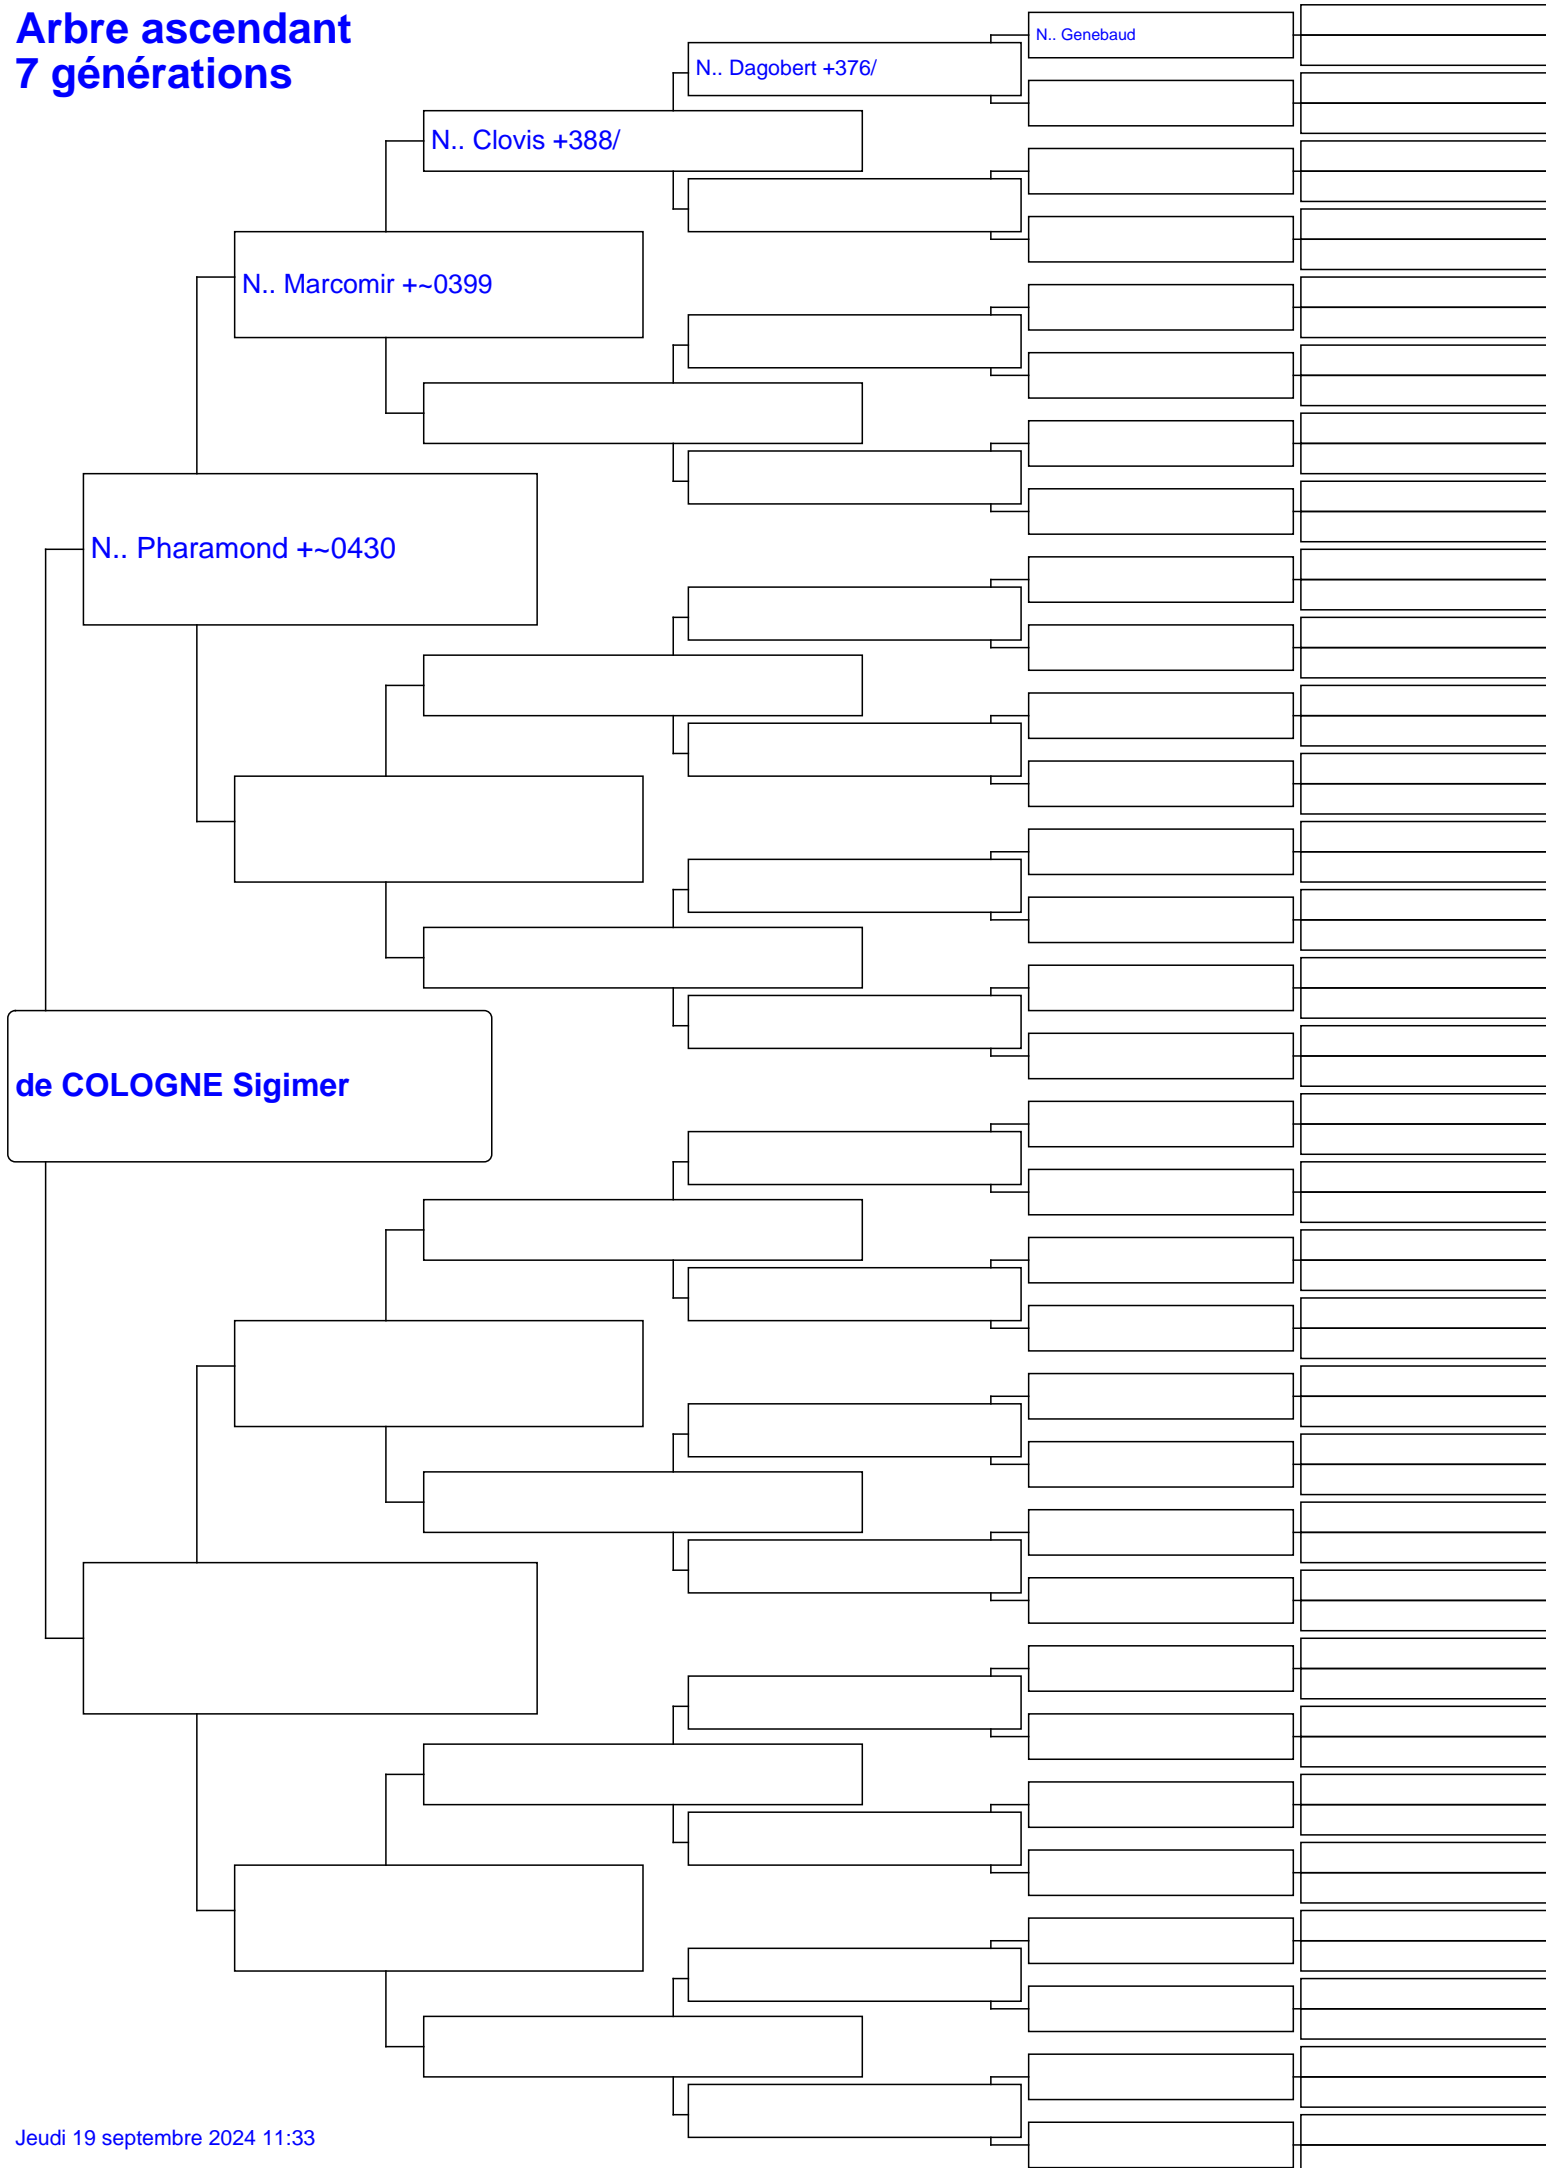 Arbre ascendant
7 générations
N.. Genebaud
N.. Dagobert +376/
N.. Clovis +388/
N.. Marcomir +~0399
N.. Pharamond +~0430
de COLOGNE Sigimer
Jeudi 19 septembre 2024 11:33